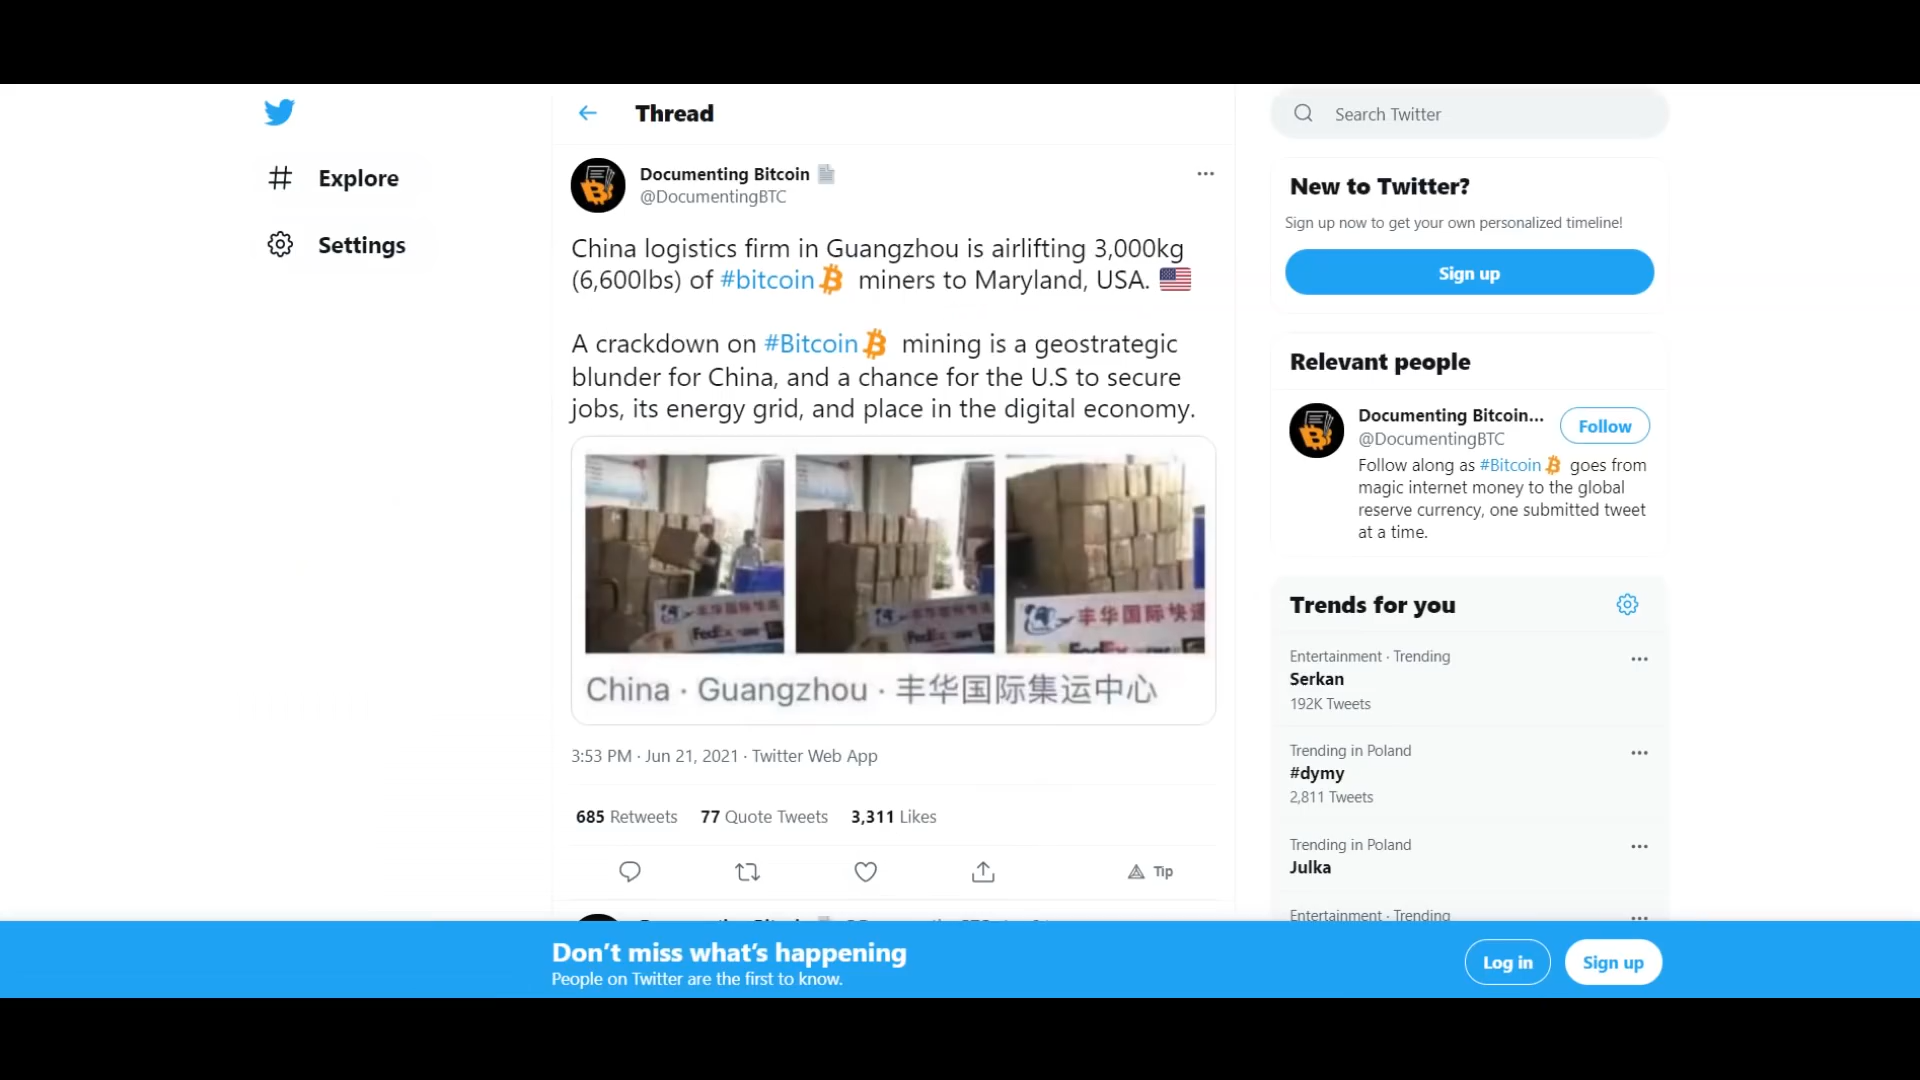 Thread
Search Twitter
Explore
Settings
Documenting Bitcoin
@DocumentingBTC
China logistics firm in Guangzhou is airlifting 3,000kg
(6,600lbs) of #bitcoin miners to Maryland, USA.
A crackdown on #Bitcoin mining is a geostrategic
blunder for China, and a chance for the U.S to secure
jobs, its energy grid, and place in the digital economy.
FedEx
FedEx
丰华国际快递
China · Guangzhou · 丰华国际集运中心
3:53 PM · Jun 21, 2021 · Twitter Web App
685 Retweets 77 Quote Tweets 3,311 Likes
Tip
New to Twitter?
Sign up now to get your own personalized timeline!
Sign up
Relevant people
Documenting Bitcoin...
@DocumentingBTC
Follow
Follow along as #Bitcoin goes from
magic internet money to the global
reserve currency, one submitted tweet
at a time.
Trends for you
Entertainment · Trending
Serkan
192K Tweets
Trending in Poland
#dymy
2,811 Tweets
Trending in Poland
Julka
Entertainment · Trending
Don't miss what's happening
People on Twitter are the first to know.
Log in
Sign up